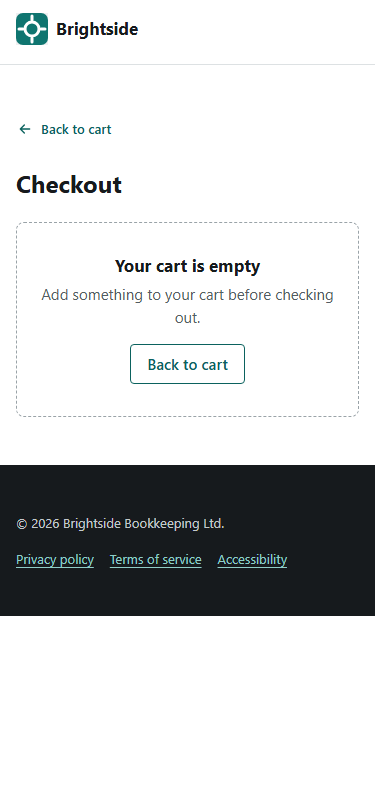 Brightside
Back to cart
Checkout
Your cart is empty
Add something to your cart before checking
out.
Back to cart
© 2026 Brightside Bookkeeping Ltd.
Privacy policy Terms of service Accessibility